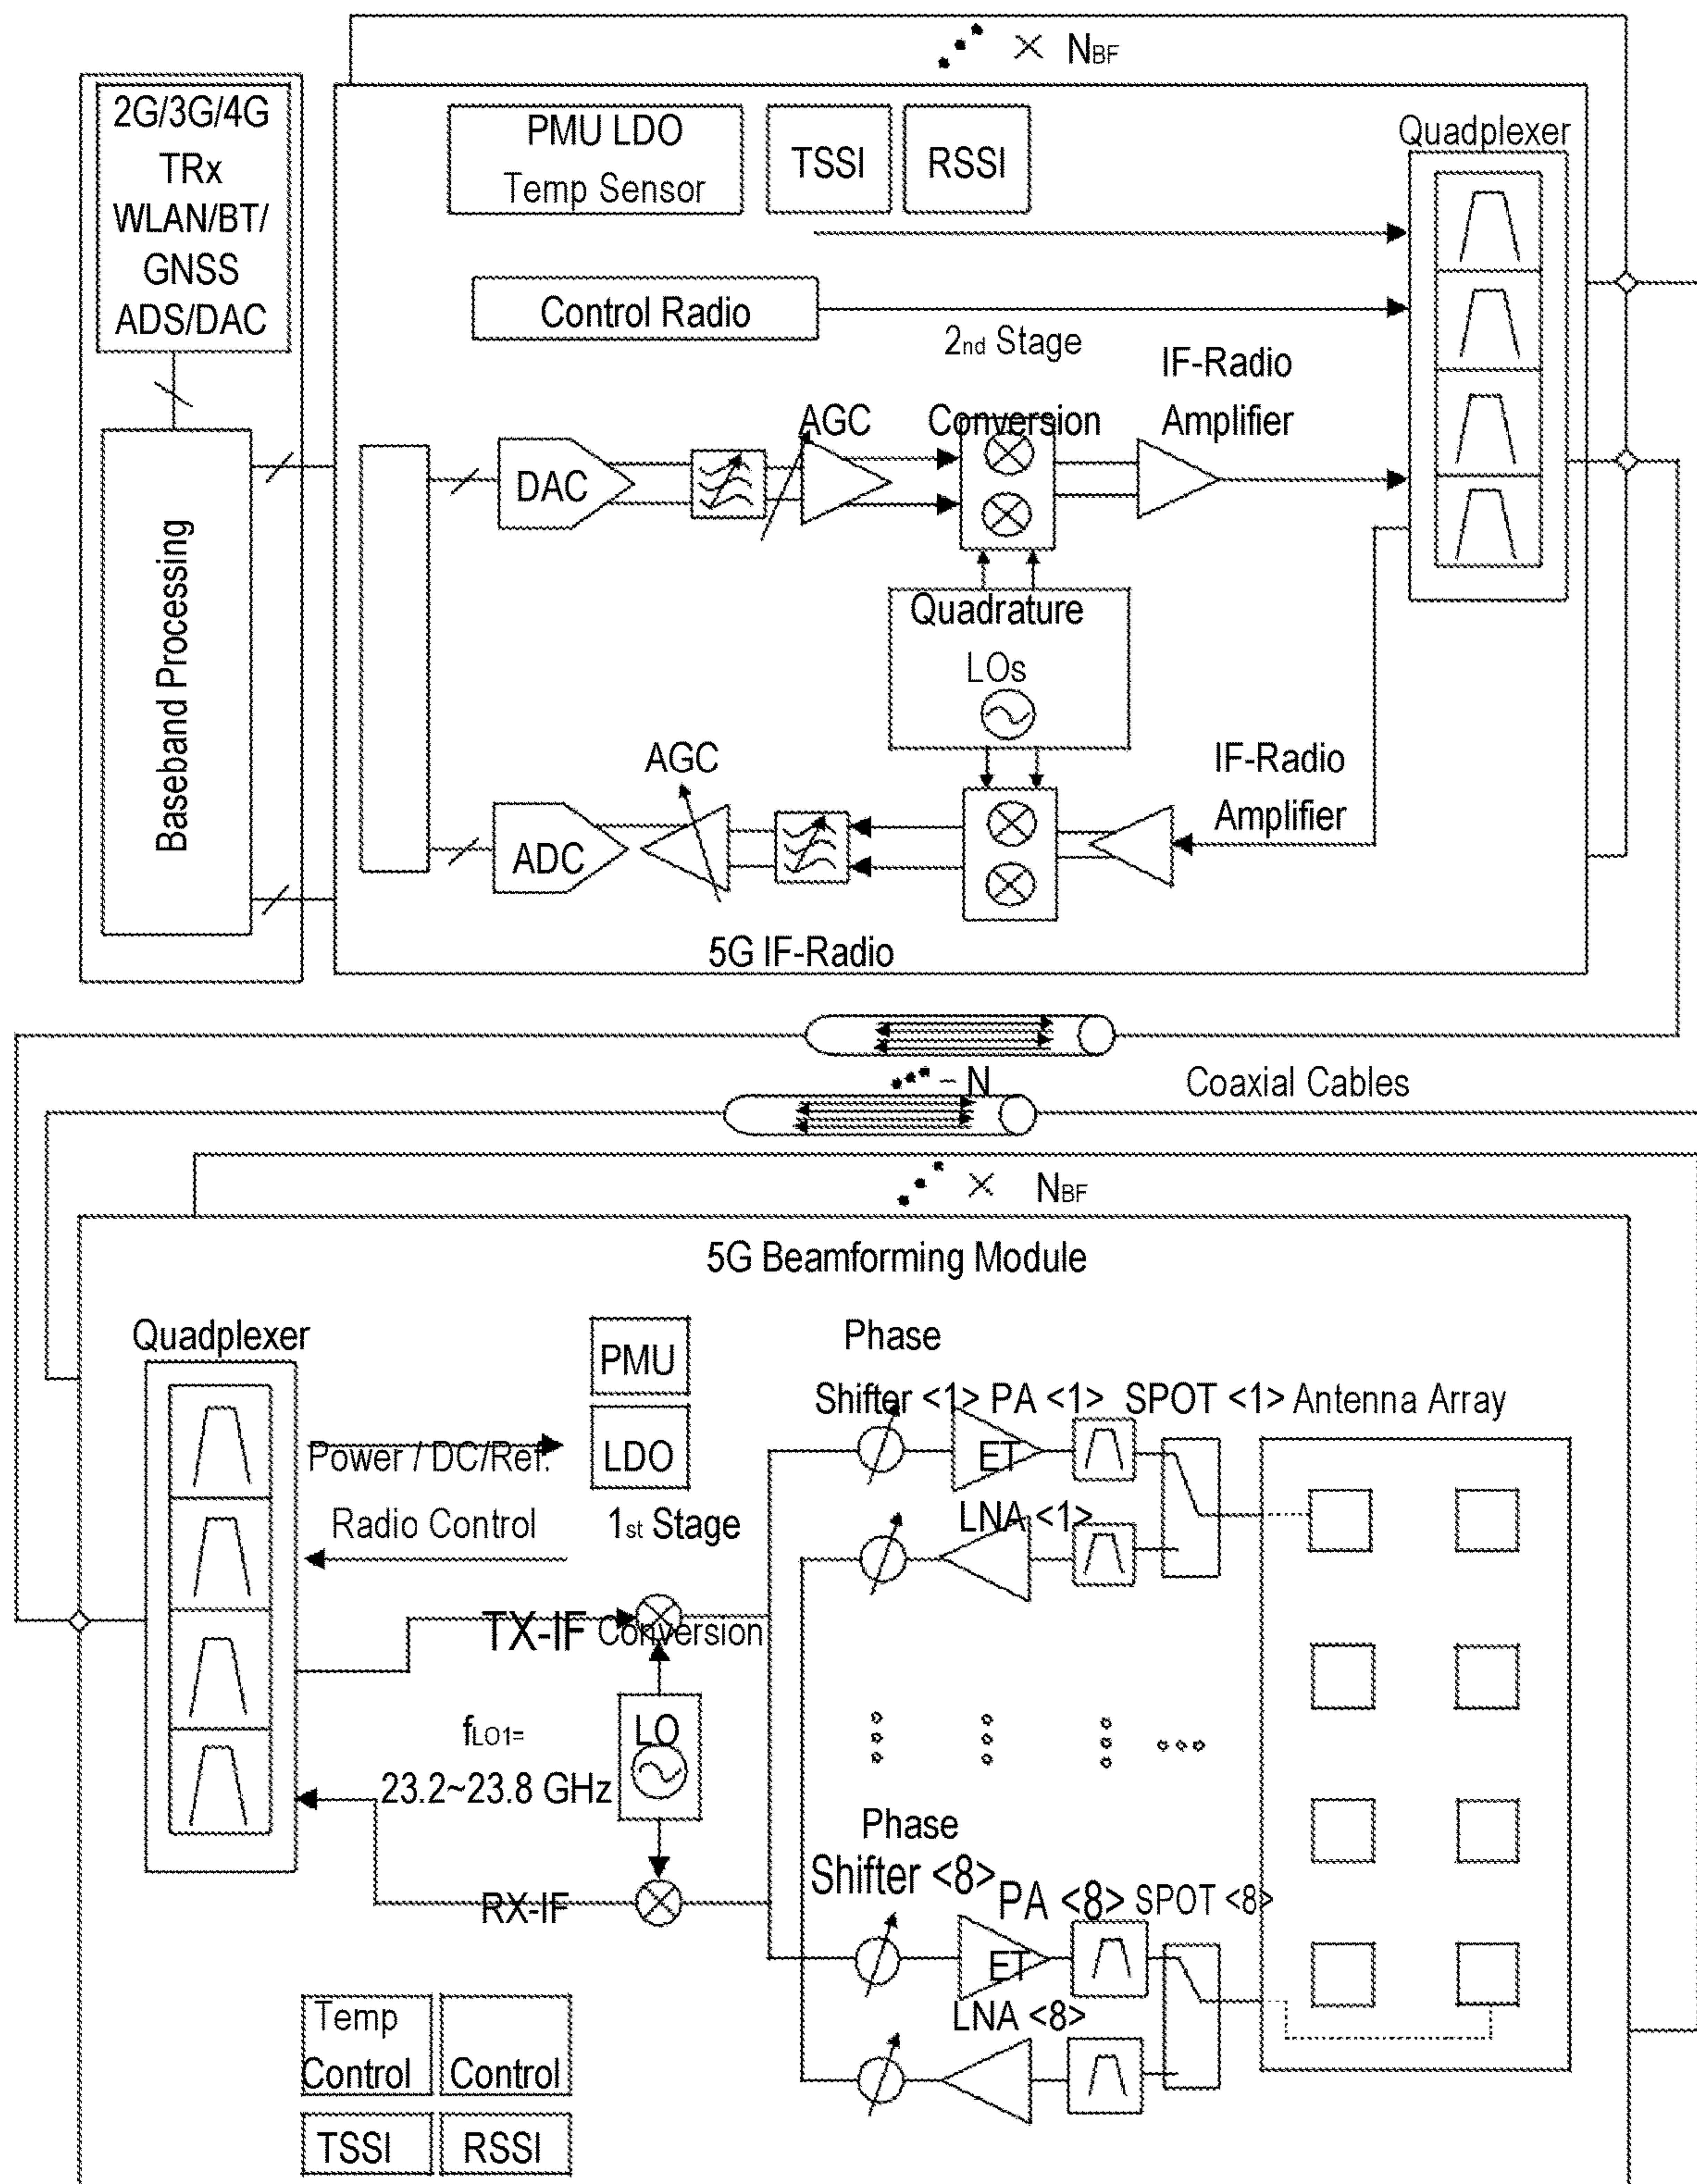 × NBF
2G/3G/4G
TRx
WLAN/BT/
GNSS
ADS/DAC
PMU LDO
Temp Sensor
TSSI
RSSI
Quadplexer
Control Radio
2nd Stage
Conversion
IF-Radio
Amplifier
AGC
DAC
Baseband Processing
Quadrature
LOs
AGC
IF-Radio
Amplifier
ADC
5G IF-Radio
– N
Coaxial Cables
× NBF
5G Beamforming Module
Quadplexer
PMU
LDO
Power / DC/Ref.
Radio Control
1st Stage
Conversion
TX-IF
fLO1=
23.2~23.8 GHz
LO
RX-IF
Phase
Shifter <1> PA <1> SPOT <1> Antenna Array
ET
LNA <1>
Phase
Shifter <8>
PA <8> SPOT <8>
ET
LNA <8>
Temp
Control
Control
TSSI
RSSI